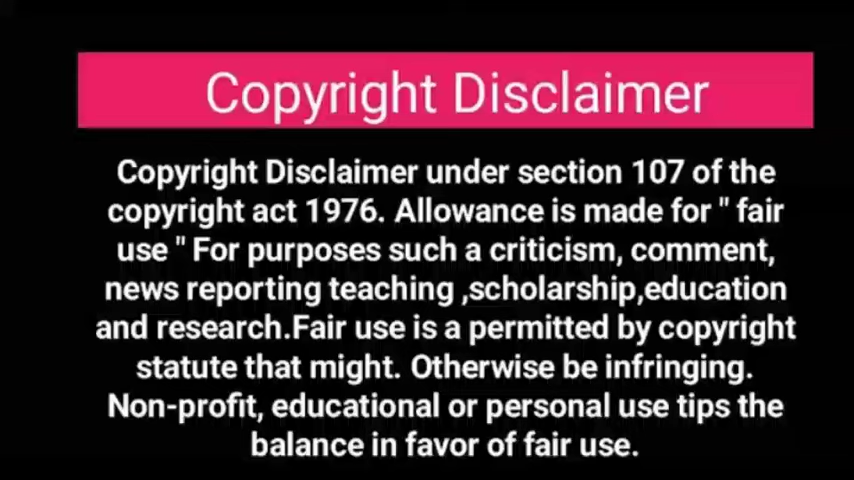 Copyright Disclaimer
Copyright Disclaimer under section 107 of the
copyright act 1976. Allowance is made for " fair
use " For purposes such a criticism, comment,
news reporting teaching ,scholarship,education
and research.Fair use is a permitted by copyright
statute that might. Otherwise be infringing.
Non-profit, educational or personal use tips the
balance in favor of fair use.